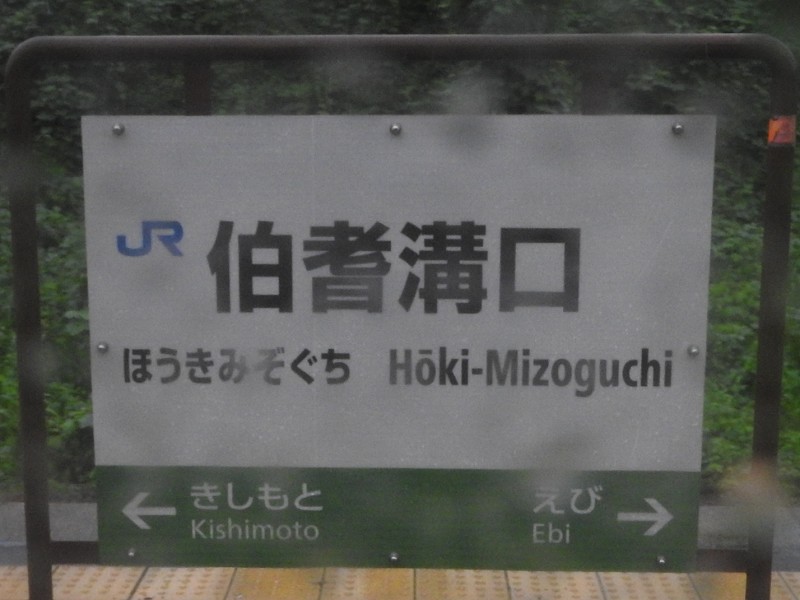 JR 伯耆溝口
ほうきみぞぐち Hōki-Mizoguchi
← きしもと えび →
Kishimoto Ebi